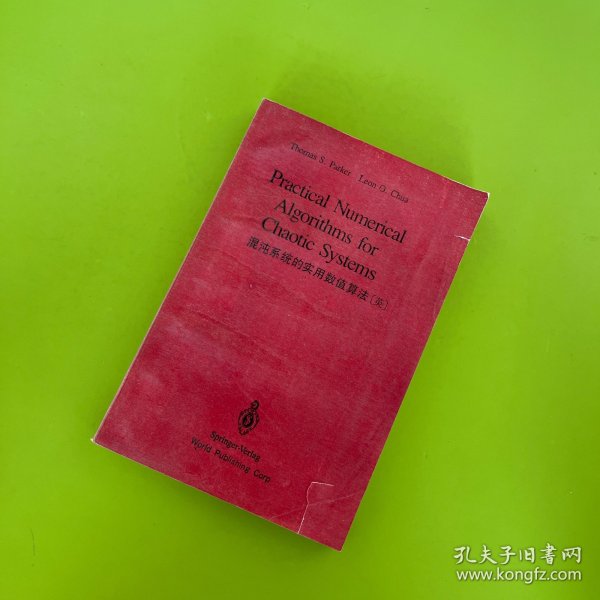 Thomas S. Parker Leon O. Chua
Practical Numerical
Algorithms for
Chaotic Systems
混沌系统的实用数值算法〔英〕
Springer-Verlag
World Publishing Corp
孔夫子旧书网
www.kongfz.com